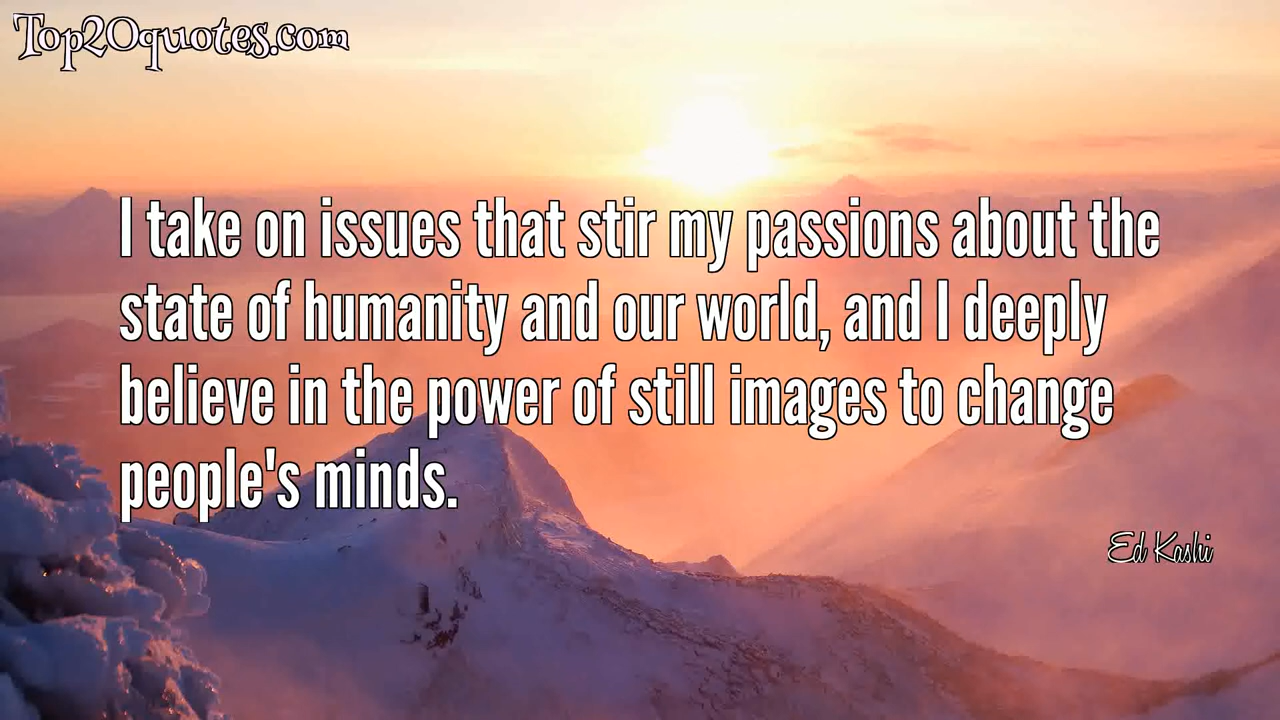 Top20quotes.com
I take on issues that stir my passions about the
state of humanity and our world, and I deeply
believe in the power of still images to change
people's minds.
Ed Kashi